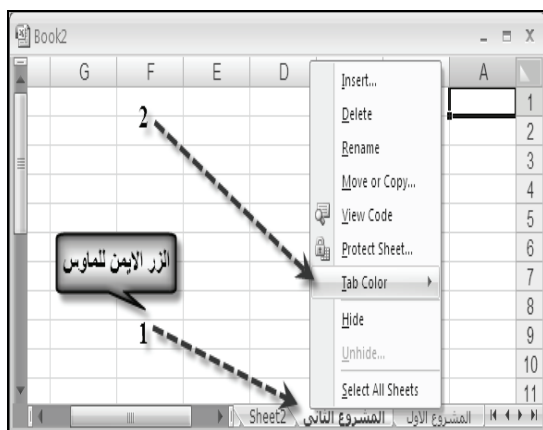 Book2
G F E D A
1
2
3
4
5
6
7
8
9
10
11
Insert...
Delete
Rename
Move or Copy...
View Code
Protect Sheet...
Tab Color
Hide
Unhide...
Select All Sheets
2
الزر الايمن للماوس
1
Sheet2 المشروع الثاني المشروع الأول